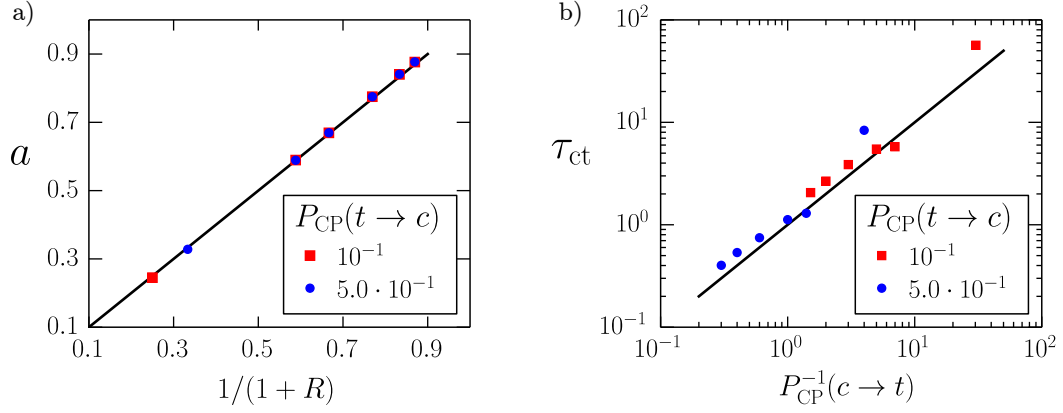 a)
0.9
0.7
a
0.5
0.3
0.1
0.1 0.3 0.5 0.7 0.9
1/(1 + R)
P_CP(t → c)
10^−1
5.0 · 10^−1
b)
10^2
10^1
τ_ct
10^0
10^−1
10^−1 10^0 10^1 10^2
P_CP^−1(c → t)
P_CP(t → c)
10^−1
5.0 · 10^−1